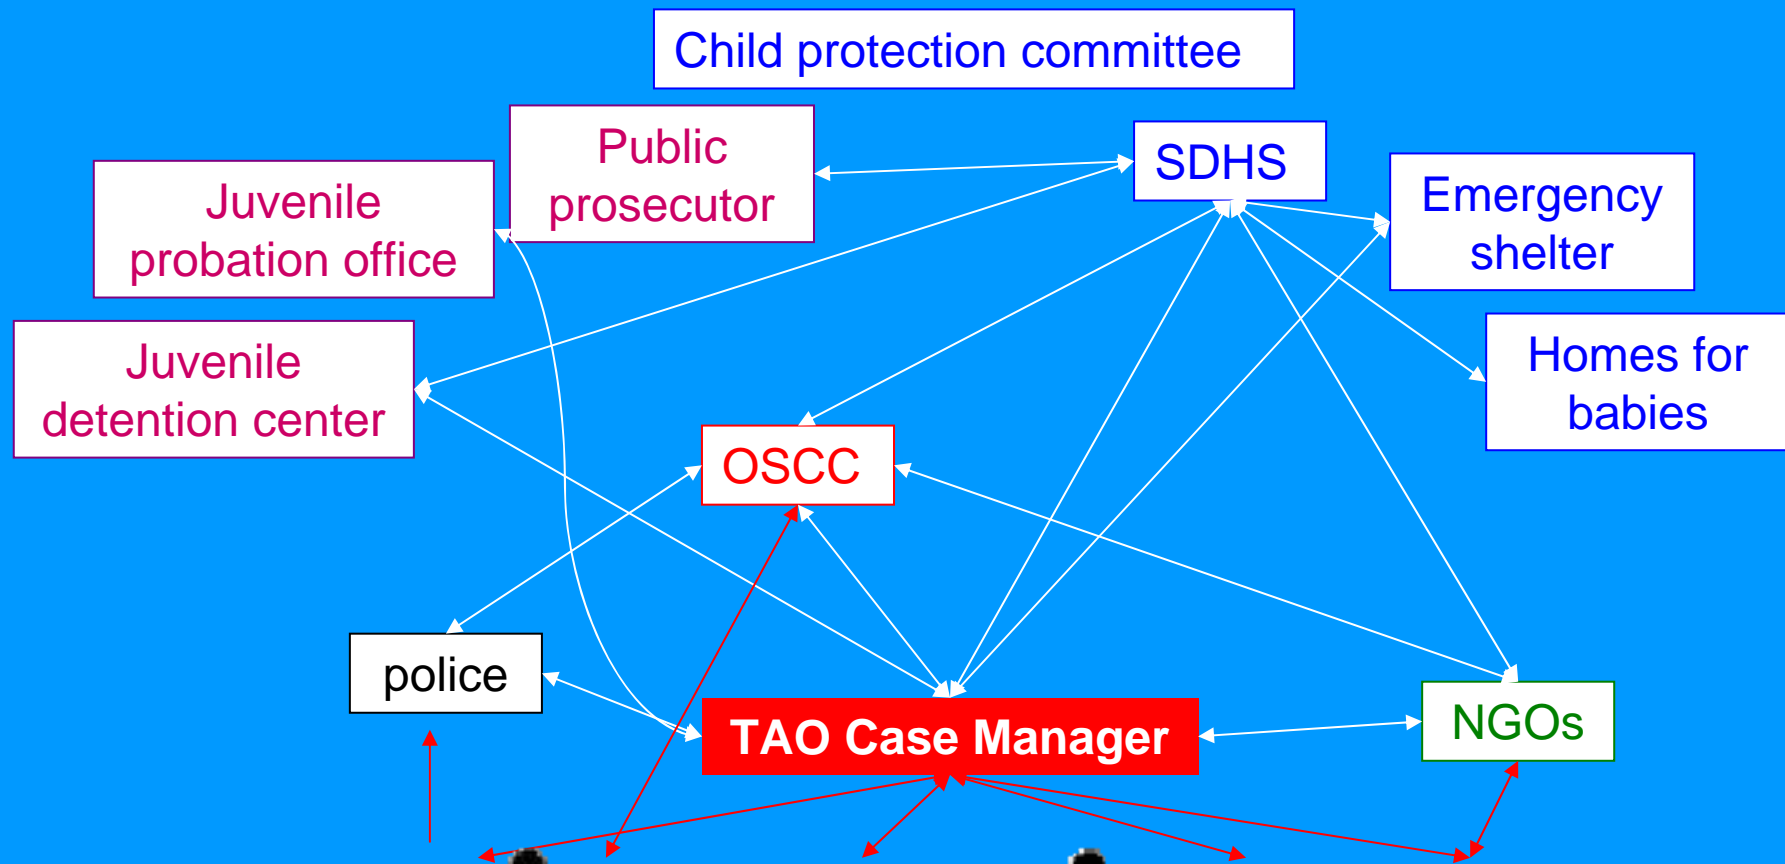 Child protection committee
Public
prosecutor
SDHS
Juvenile
probation office
Emergency
shelter
Juvenile
detention center
Homes for
babies
OSCC
police
TAO Case Manager
NGOs